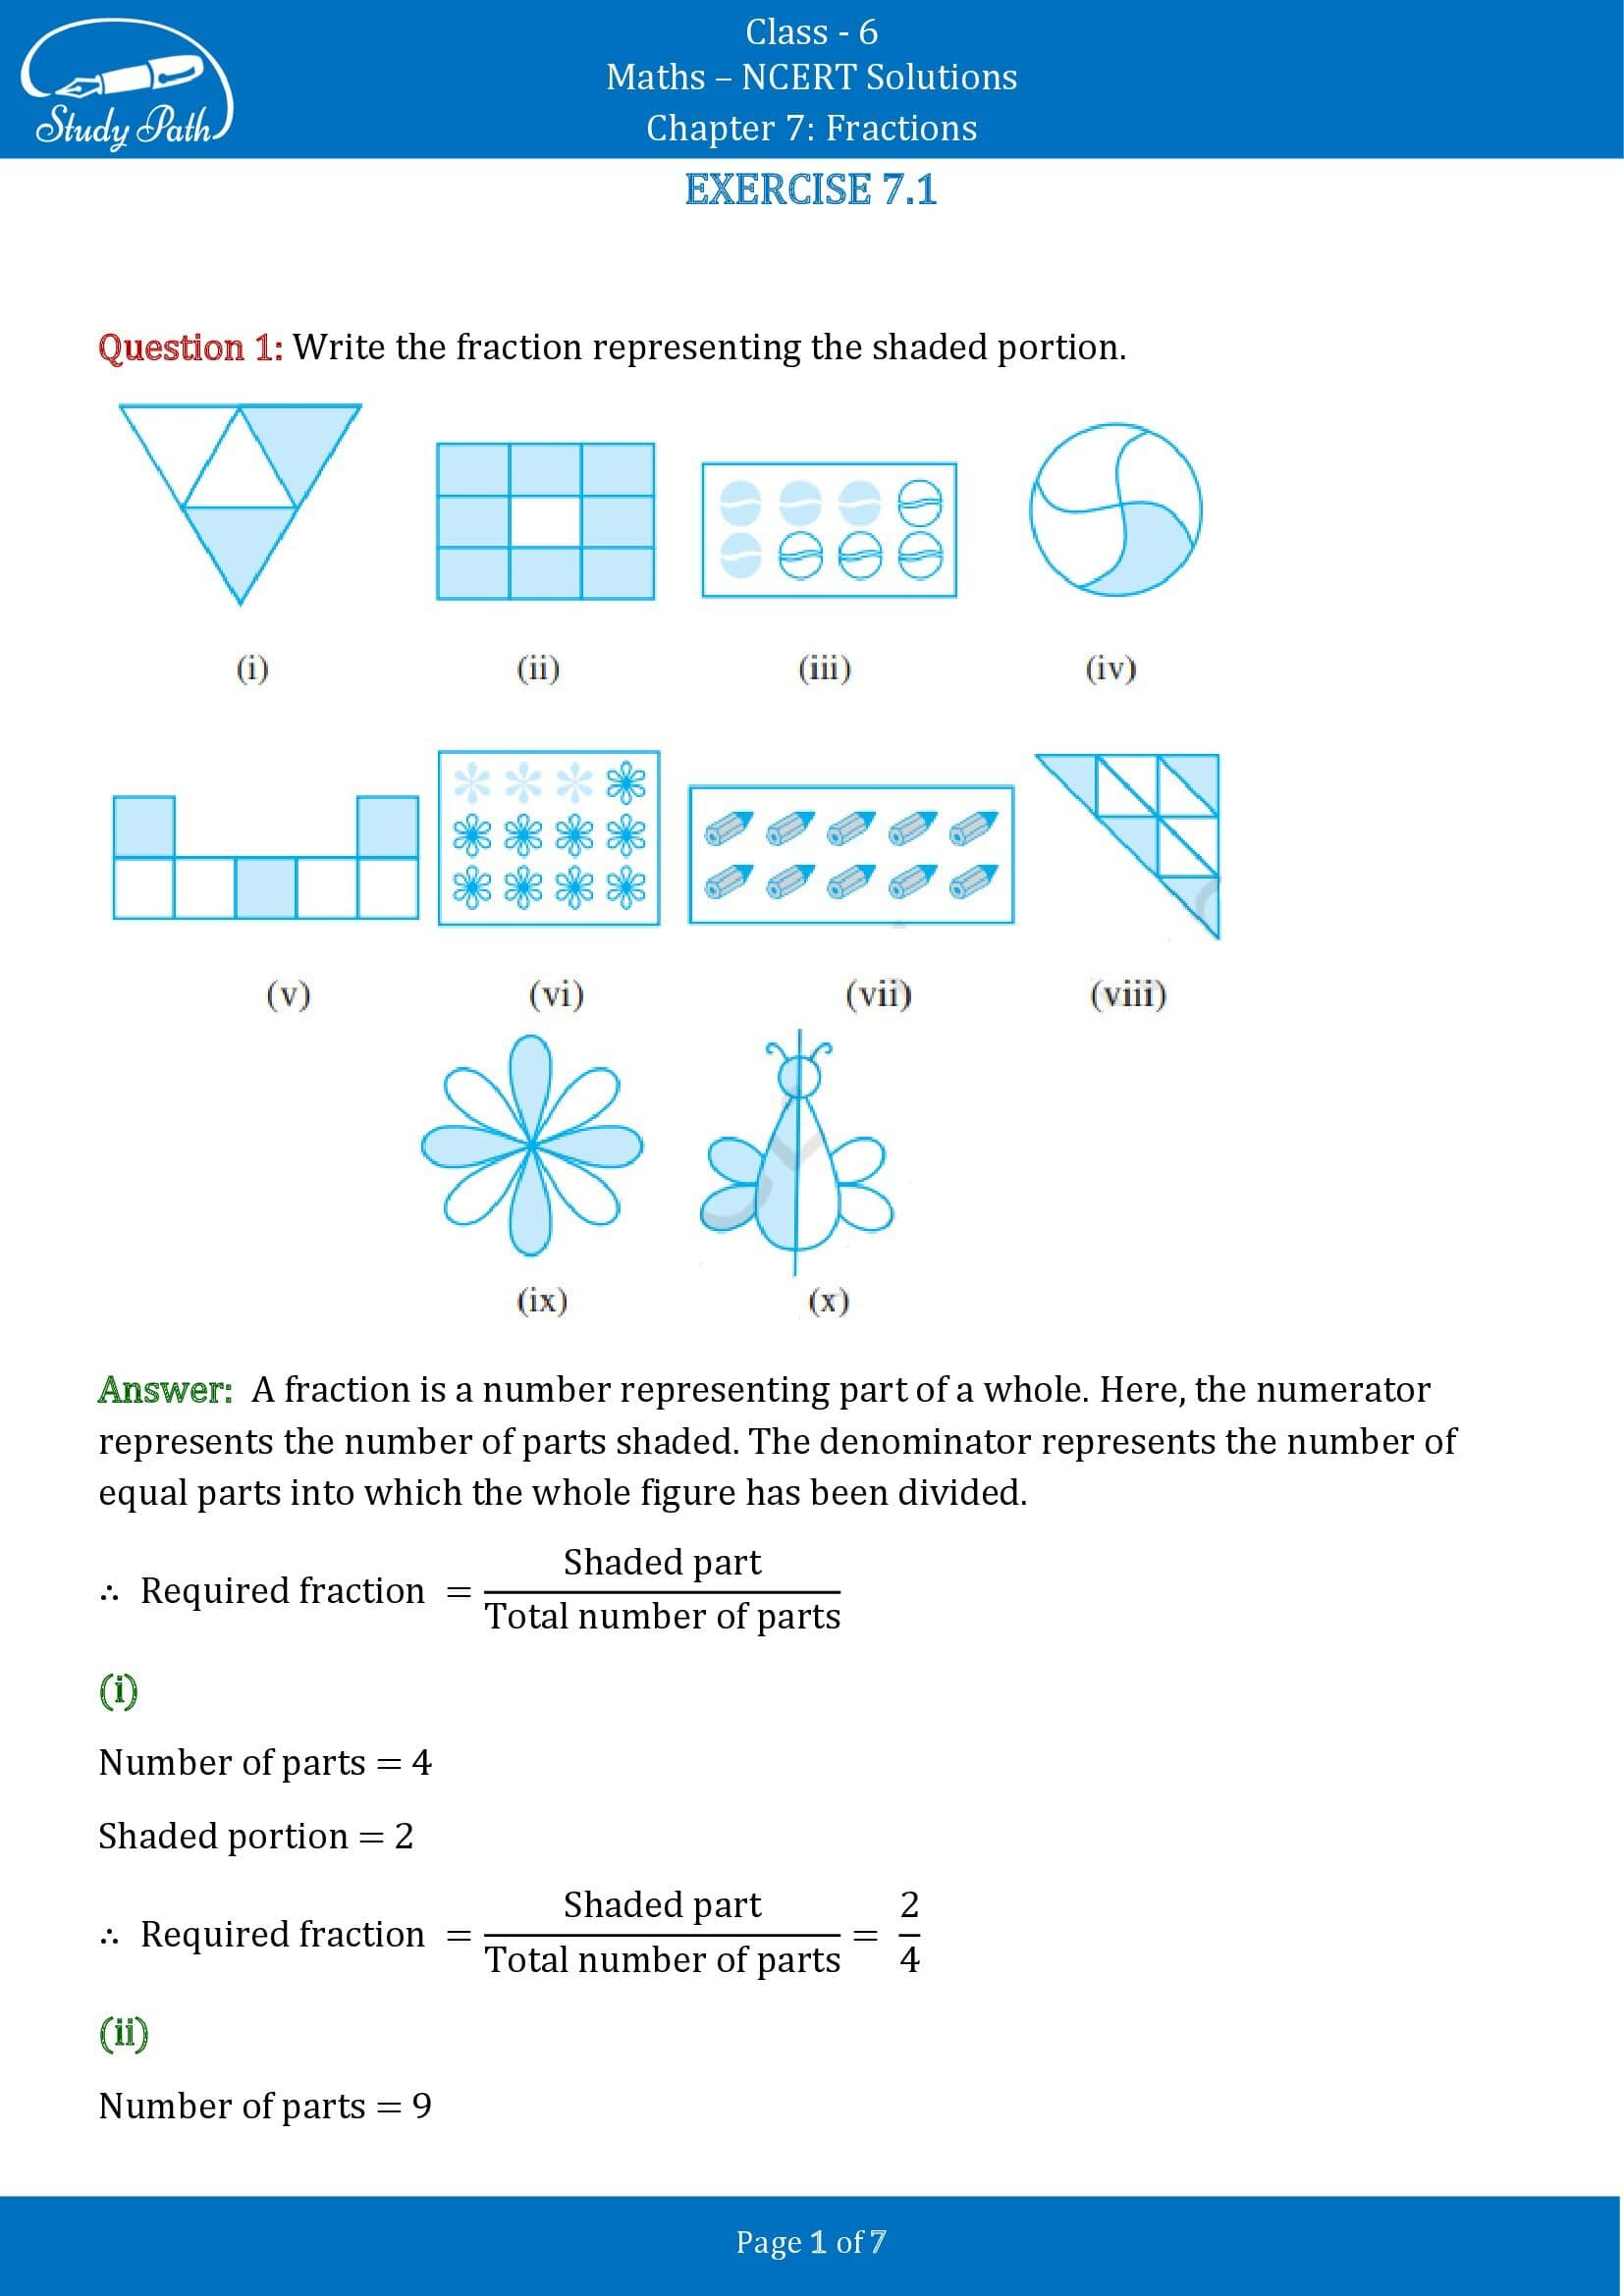 Study Path
Class - 6
Maths – NCERT Solutions
Chapter 7: Fractions
EXERCISE 7.1
Question 1: Write the fraction representing the shaded portion.
(i) (ii) (iii) (iv)
(v) (vi) (vii) (viii)
(ix) (x)
Answer: A fraction is a number representing part of a whole. Here, the numerator
represents the number of parts shaded. The denominator represents the number of
equal parts into which the whole figure has been divided.
∴ Required fraction = Shaded part / Total number of parts
(i)
Number of parts = 4
Shaded portion = 2
∴ Required fraction = Shaded part / Total number of parts = 2 / 4
(ii)
Number of parts = 9
Page 1 of 7